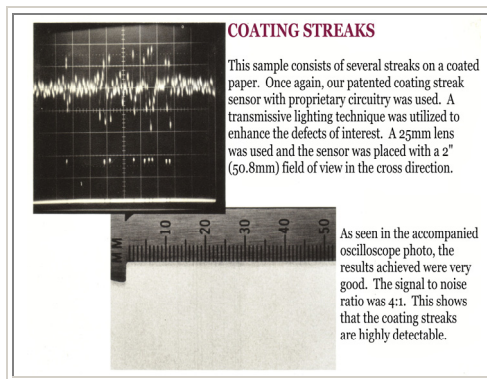 COATING STREAKS
This sample consists of several streaks on a coated
paper. Once again, our patented coating streak
sensor with proprietary circuitry was used. A
transmissive lighting technique was utilized to
enhance the defects of interest. A 25mm lens
was used and the sensor was placed with a 2"
(50.8mm) field of view in the cross direction.
MM 10 20 30 40 50
As seen in the accompanied
oscilloscope photo, the
results achieved were very
good. The signal to noise
ratio was 4:1. This shows
that the coating streaks
are highly detectable.